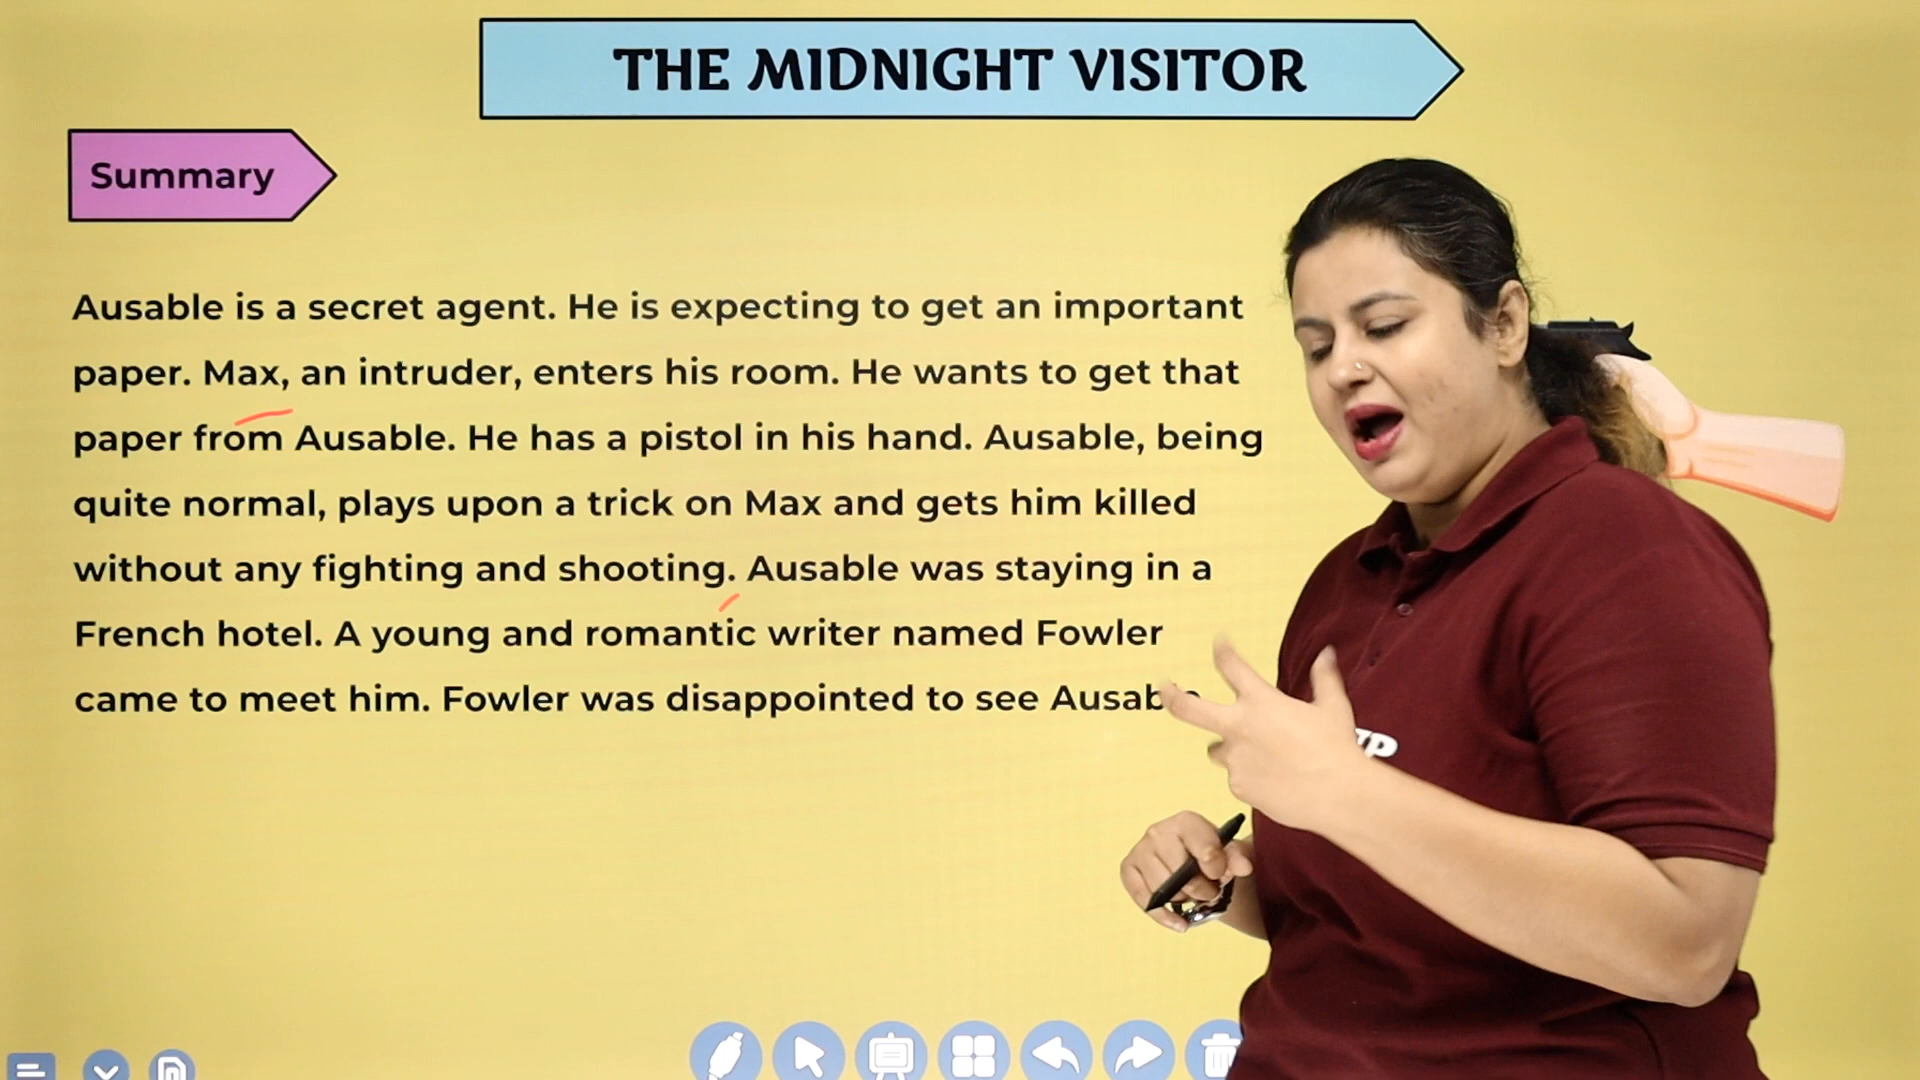 THE MIDNIGHT VISITOR
Summary
Ausable is a secret agent. He is expecting to get an important
paper. Max, an intruder, enters his room. He wants to get that
paper from Ausable. He has a pistol in his hand. Ausable, being
quite normal, plays upon a trick on Max and gets him killed
without any fighting and shooting. Ausable was staying in a
French hotel. A young and romantic writer named Fowler
came to meet him. Fowler was disappointed to see